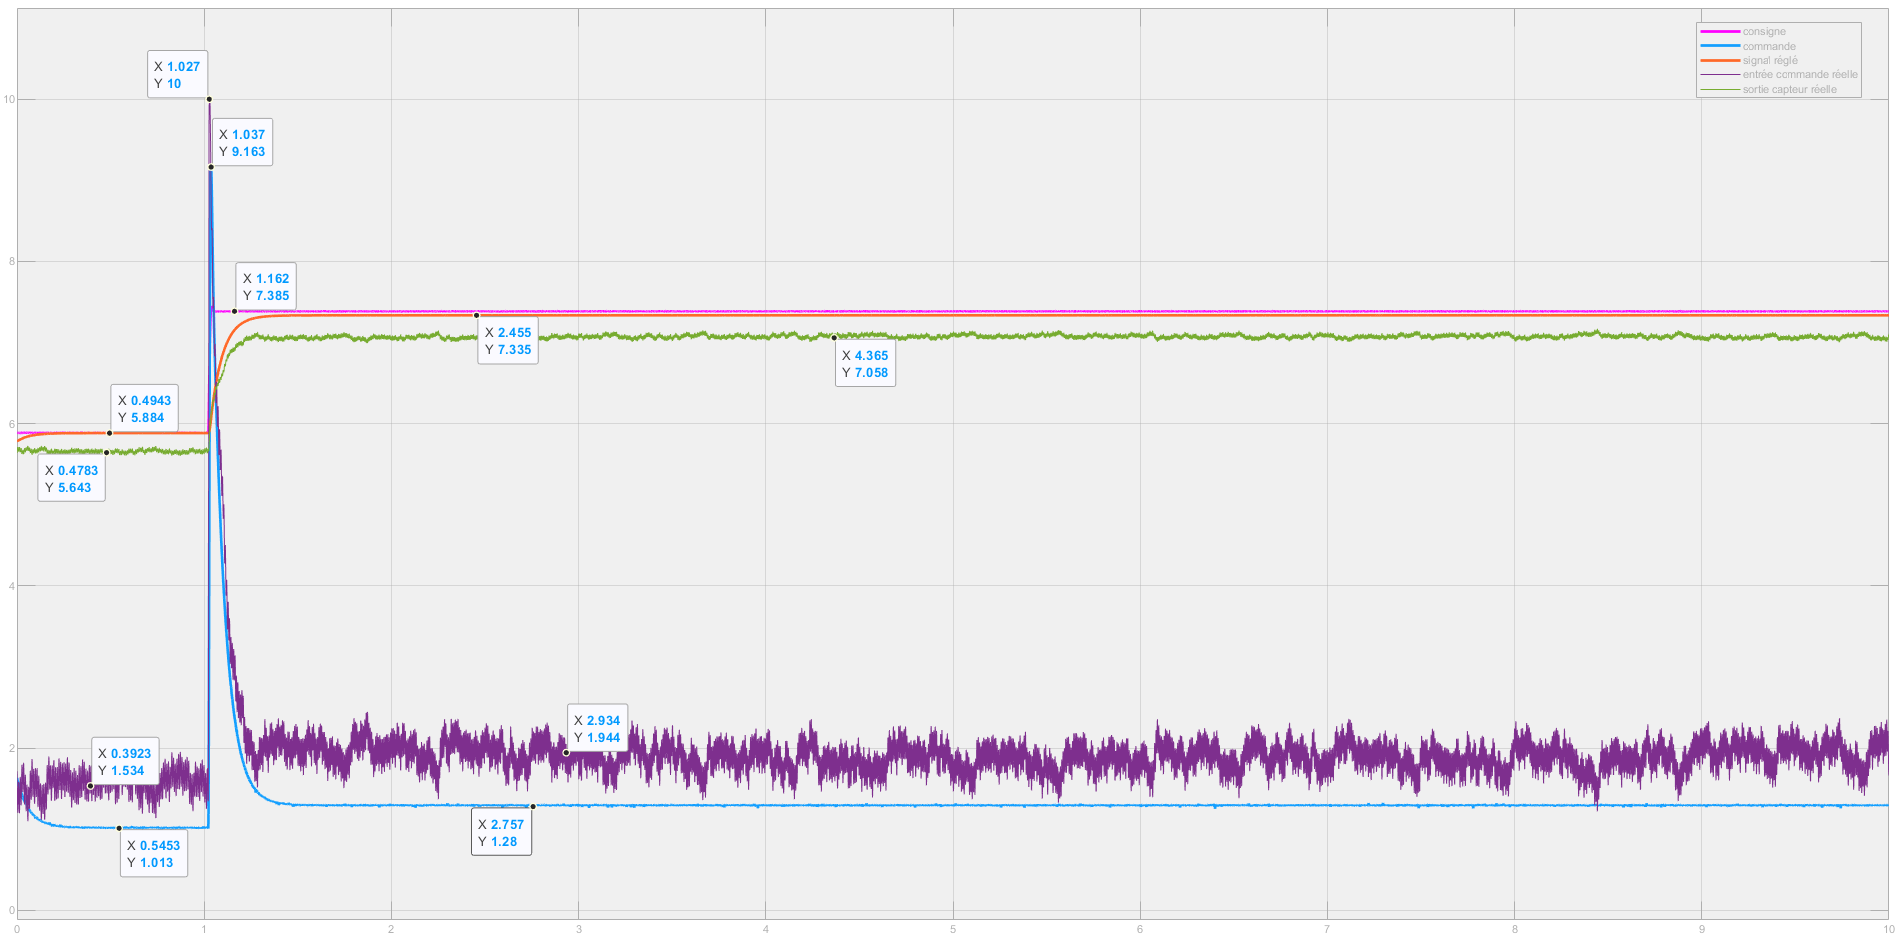 consigne
commande
signal réglé
entrée commande réelle
sortie capteur réelle
X 1.027
Y 10
X 1.037
Y 9.163
X 1.162
Y 7.385
X 2.455
Y 7.335
X 4.365
Y 7.058
X 0.4943
Y 5.884
X 0.4783
Y 5.643
X 2.934
Y 1.944
X 0.3923
Y 1.534
X 2.757
Y 1.28
X 0.5453
Y 1.013
10
8
6
4
2
0
0 1 2 3 4 5 6 7 8 9 10